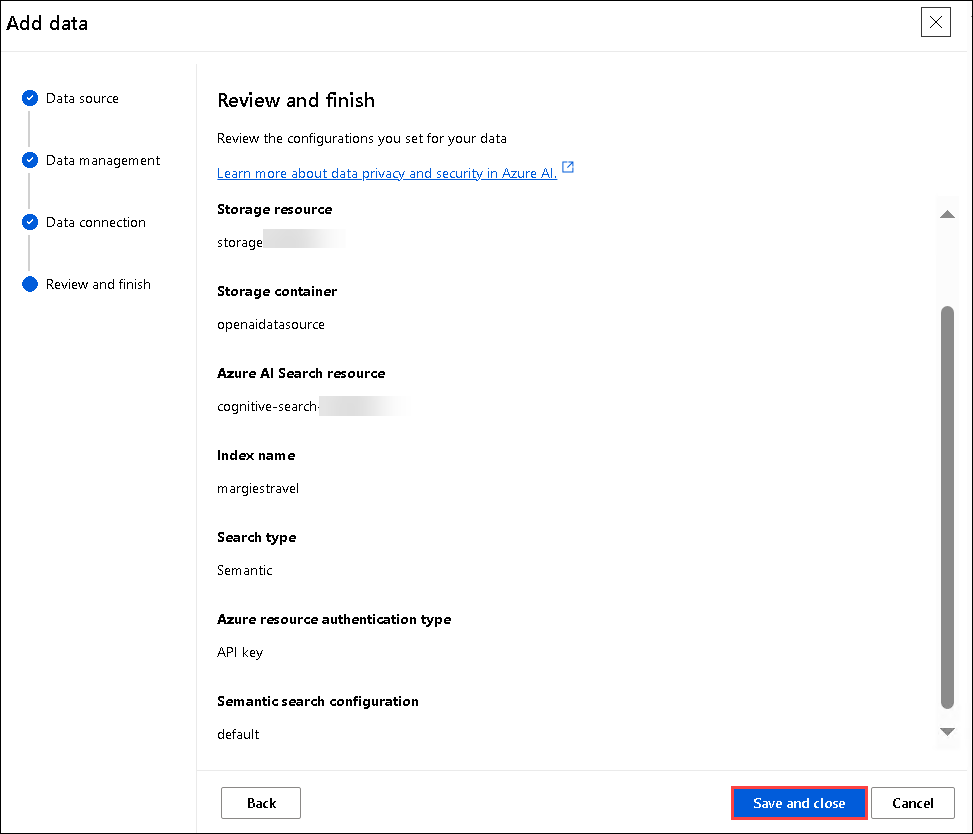 Add data
Data source
Data management
Data connection
Review and finish
Review and finish
Review the configurations you set for your data
Learn more about data privacy and security in Azure AI.
Storage resource
storage
Storage container
openaidatasource
Azure AI Search resource
cognitive-search-
Index name
margiestravel
Search type
Semantic
Azure resource authentication type
API key
Semantic search configuration
default
Back
Save and close
Cancel